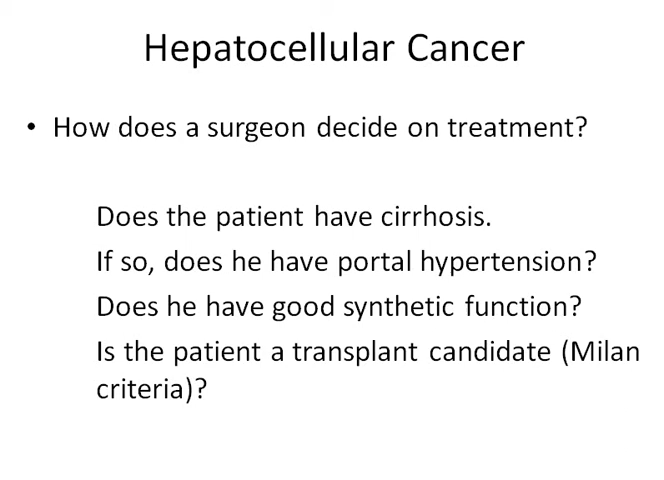 Hepatocellular Cancer
• How does a surgeon decide on treatment?
Does the patient have cirrhosis.
If so, does he have portal hypertension?
Does he have good synthetic function?
Is the patient a transplant candidate (Milan
criteria)?